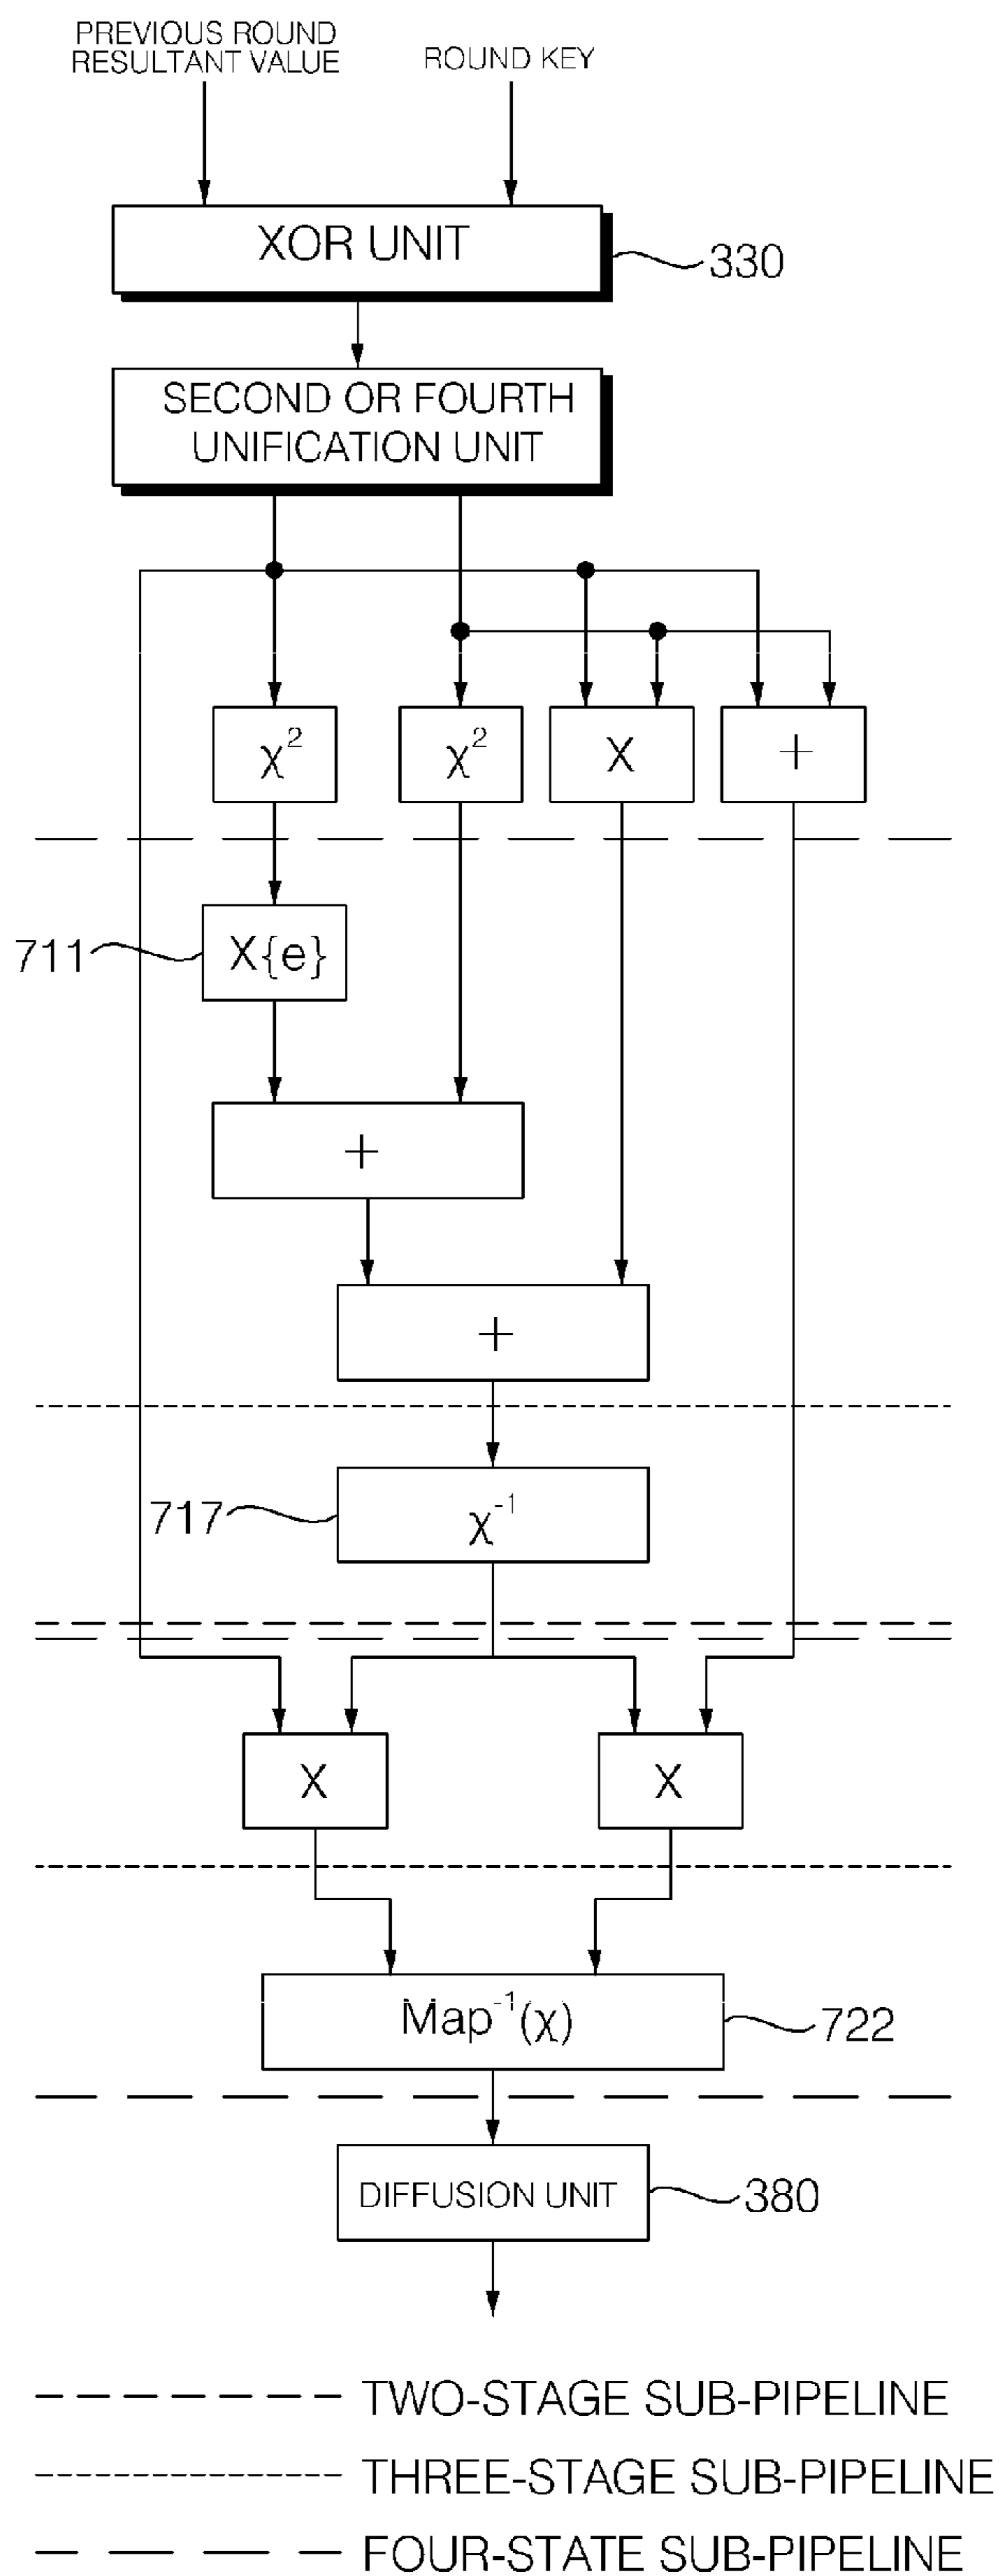 PREVIOUS ROUND
RESULTANT VALUE
ROUND KEY
XOR UNIT
330
SECOND OR FOURTH
UNIFICATION UNIT
χ²
χ²
X
+
711
X{e}
+
+
717
χ⁻¹
X
X
Map⁻¹(χ)
722
DIFFUSION UNIT
380
TWO-STAGE SUB-PIPELINE
THREE-STAGE SUB-PIPELINE
FOUR-STATE SUB-PIPELINE